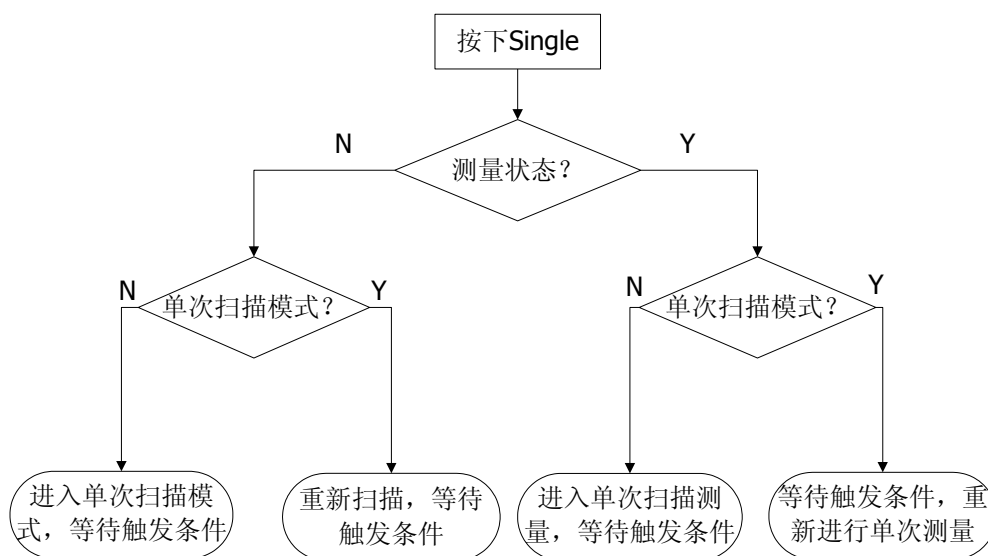 按下Single
N
Y
测量状态？
N
单次扫描模式？
Y
N
单次扫描模式？
Y
进入单次扫描模
式，等待触发条件
重新扫描，等待
触发条件
进入单次扫描测
量，等待触发条件
等待触发条件，重
新进行单次测量